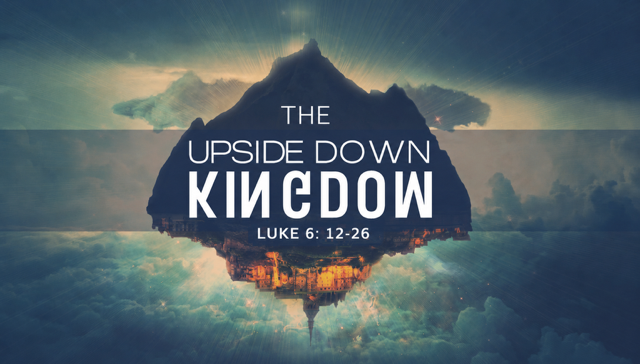 THE
UPSIDE DOWN
KINGDOM
LUKE 6: 12-26